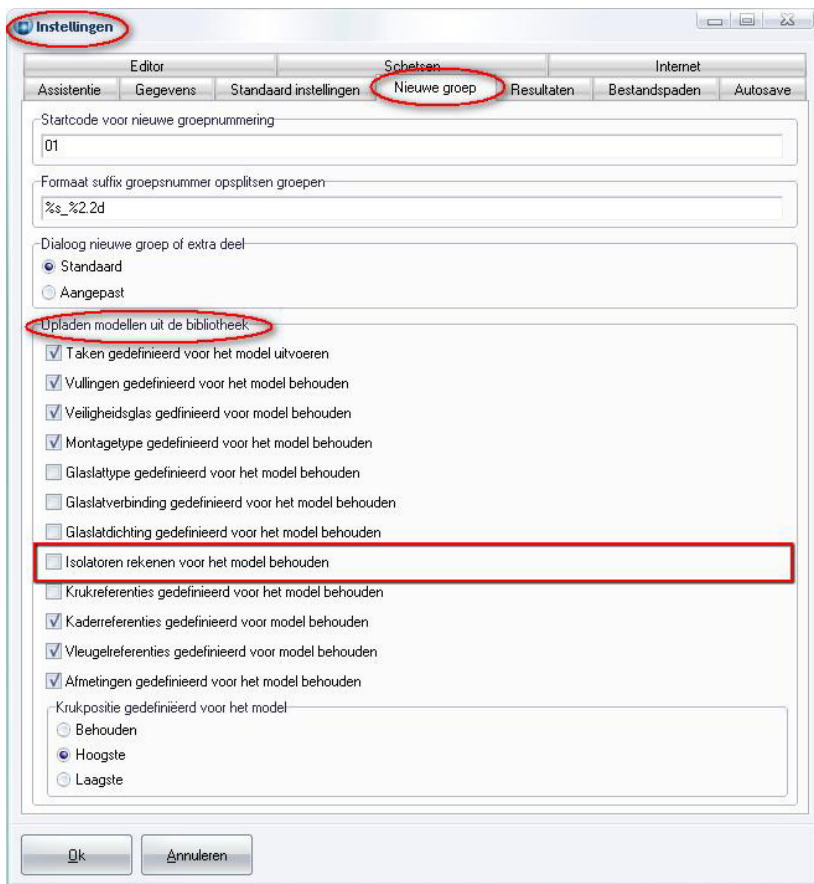 Instellingen
Editor Schetsen Internet
Assistentie Gegevens Standaard instellingen Nieuwe groep Resultaten Bestandspaden Autosave
Startcode voor nieuwe groepnummering
01
Formaat suffix groepsnummer opsplitsen groepen
%s_%2.2d
Dialoog nieuwe groep of extra deel
Standaard
Aangepast
Upladen modellen uit de bibliotheek
Taken gedefinieerd voor het model uitvoeren
Vullingen gedefinieerd voor het model behouden
Veiligheidsglas gedfinieerd voor model behouden
Montagetype gedefinieerd voor het model behouden
Glaslattype gedefinieerd voor het model behouden
Glaslatverbinding gedefinieerd voor het model behouden
Glaslatdichting gedefinieerd voor het model behouden
Isolatoren rekenen voor het model behouden
Krukreferenties gedefinieerd voor het model behouden
Kaderreferenties gedefinieerd voor het model behouden
Vleugelreferenties gedefinieerd voor het model behouden
Afmetingen gedefinieerd voor het model behouden
Krukpositie gedefiniëerd voor het model
Behouden
Hoogste
Laagste
Ok Annuleren